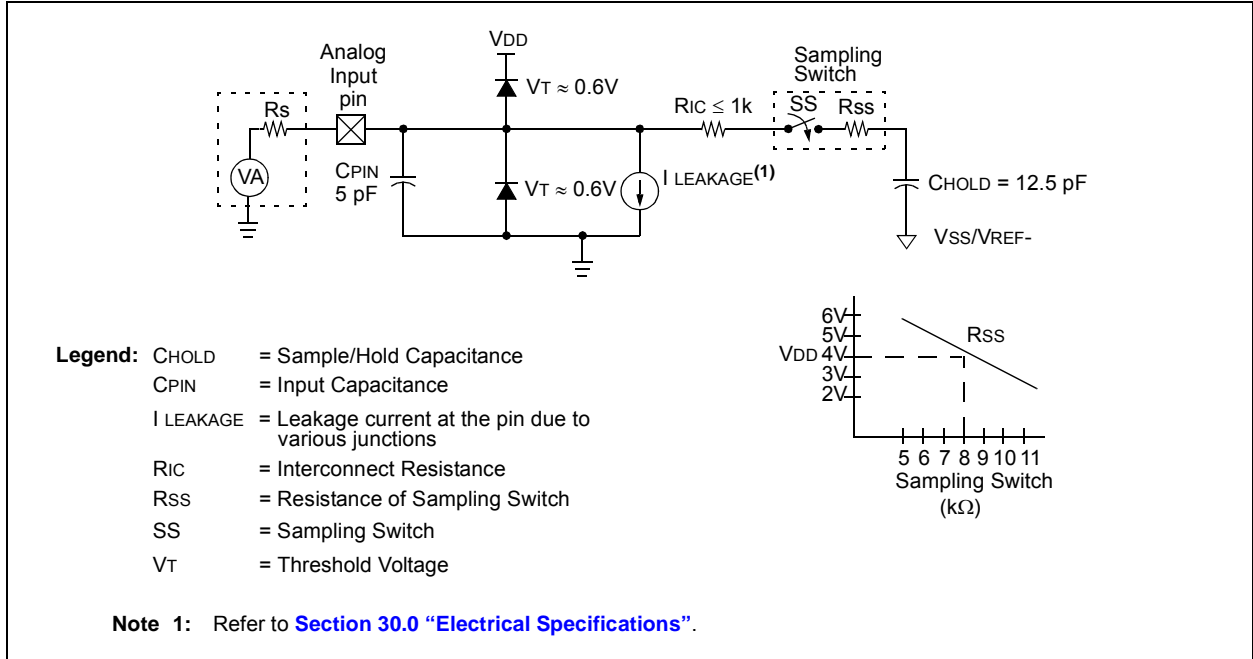 VDD
Analog
Input
pin
Sampling
Switch
VT ≈ 0.6V
Rs
RIC ≤ 1k
SS
Rss
VA
CPIN
5 pF
VT ≈ 0.6V
I LEAKAGE(1)
CHOLD = 12.5 pF
VSS/VREF-
6V
5V
VDD 4V
3V
2V
RSS
5 6 7 8 9 10 11
Sampling Switch
(kΩ)
Legend: CHOLD = Sample/Hold Capacitance
CPIN = Input Capacitance
I LEAKAGE = Leakage current at the pin due to
various junctions
RIC = Interconnect Resistance
RSS = Resistance of Sampling Switch
SS = Sampling Switch
VT = Threshold Voltage
Note 1: Refer to Section 30.0 “Electrical Specifications”.